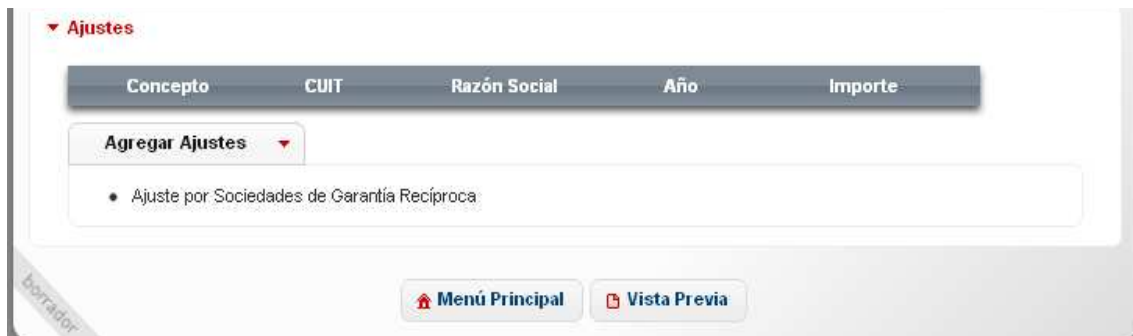 Ajustes
Concepto CUIT Razón Social Año Importe
Agregar Ajustes
Ajuste por Sociedades de Garantía Recíproca
borrador
Menú Principal Vista Previa